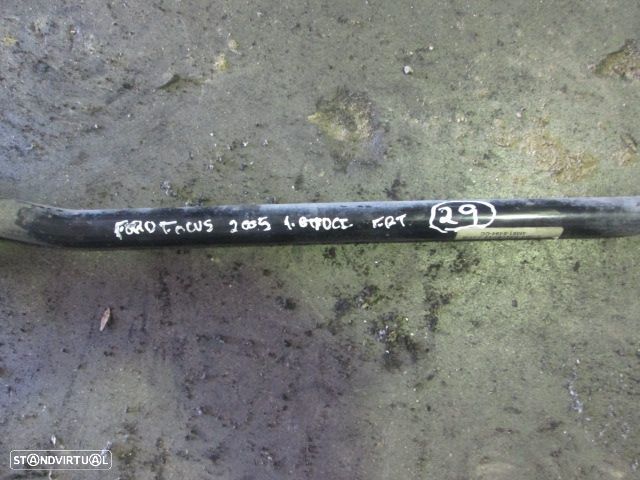 FORD FOCUS 2005 1.6TDCI FRT 29
STANDVIRTUAL